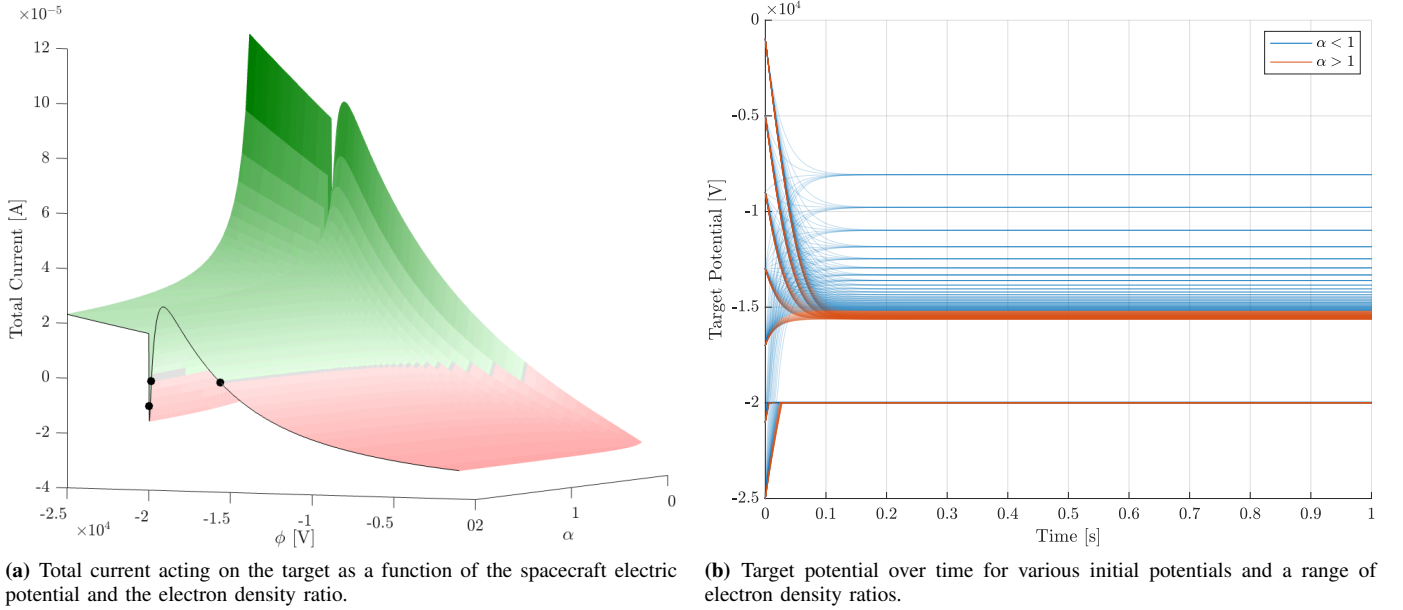 ×10⁻⁵
12
10
8
6
4
2
0
-2
-4
Total Current [A]
-2.5
-2
-1.5
-1
-0.5
0
×10⁴
ϕ [V]
2
1
0
α
(a) Total current acting on the target as a function of the spacecraft electric
potential and the electron density ratio.
×10⁴
0
-0.5
-1
-1.5
-2
-2.5
Target Potential [V]
α < 1
α > 1
0 0.1 0.2 0.3 0.4 0.5 0.6 0.7 0.8 0.9 1
Time [s]
(b) Target potential over time for various initial potentials and a range of
electron density ratios.